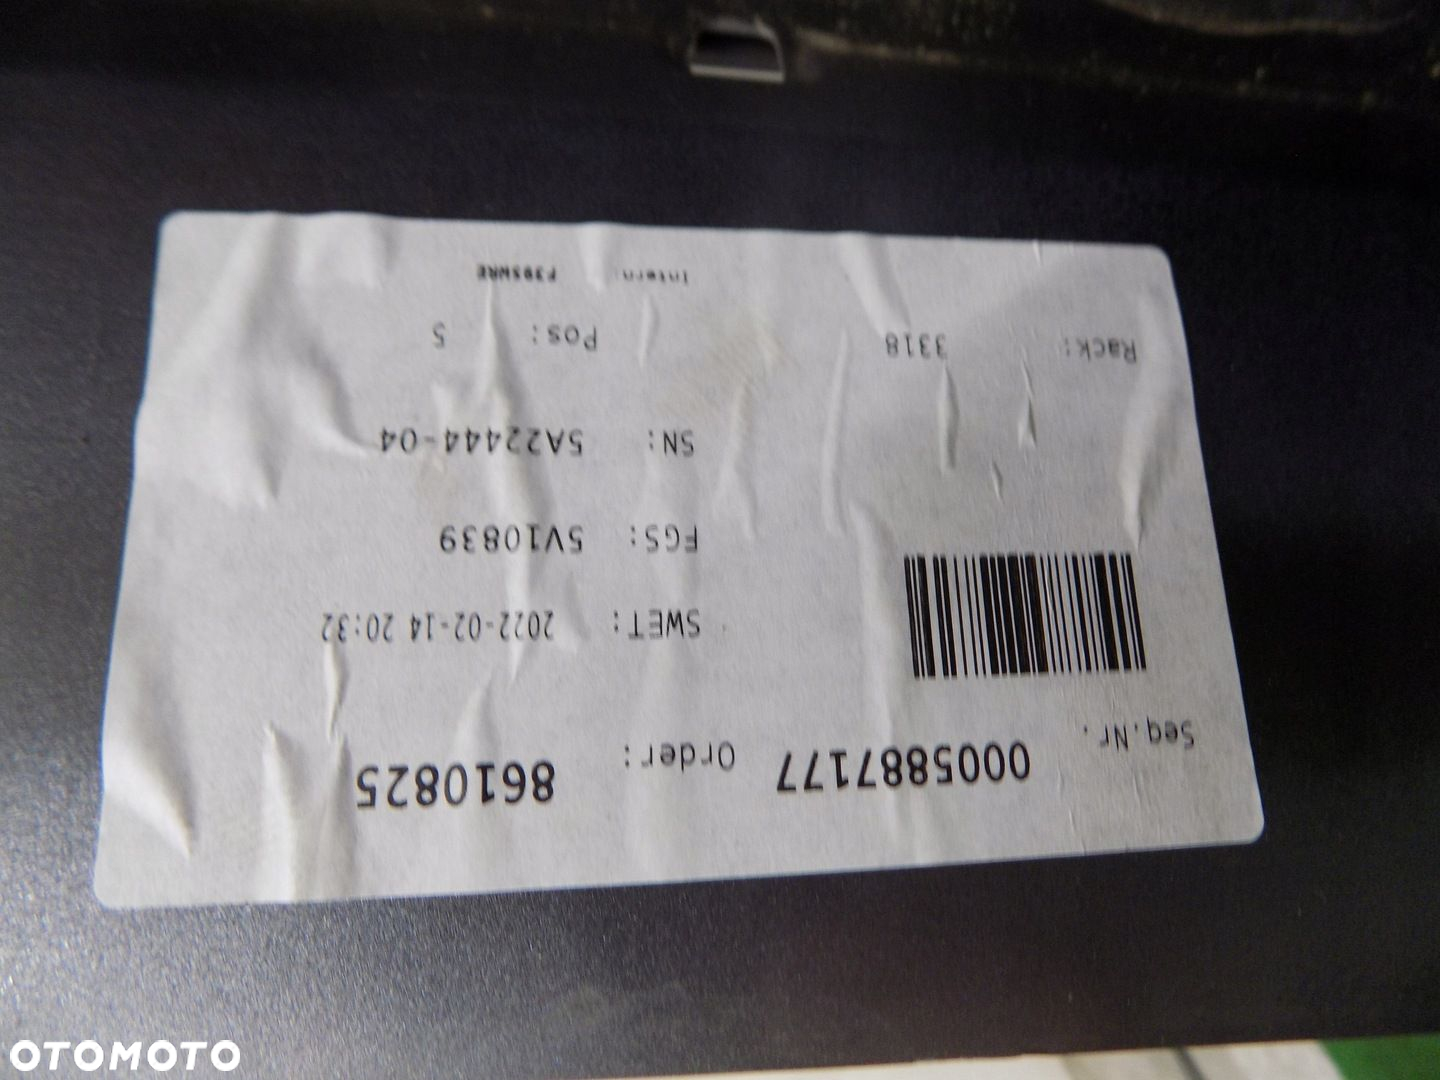 Seq.Nr. 0005887177 Order: 8610825
SWET: 2022-02-14 20:32
FGS: 5V10839
SN: 5A22444-04
Rack: 3318 Pos: 5
Intern:
OTOMOTO